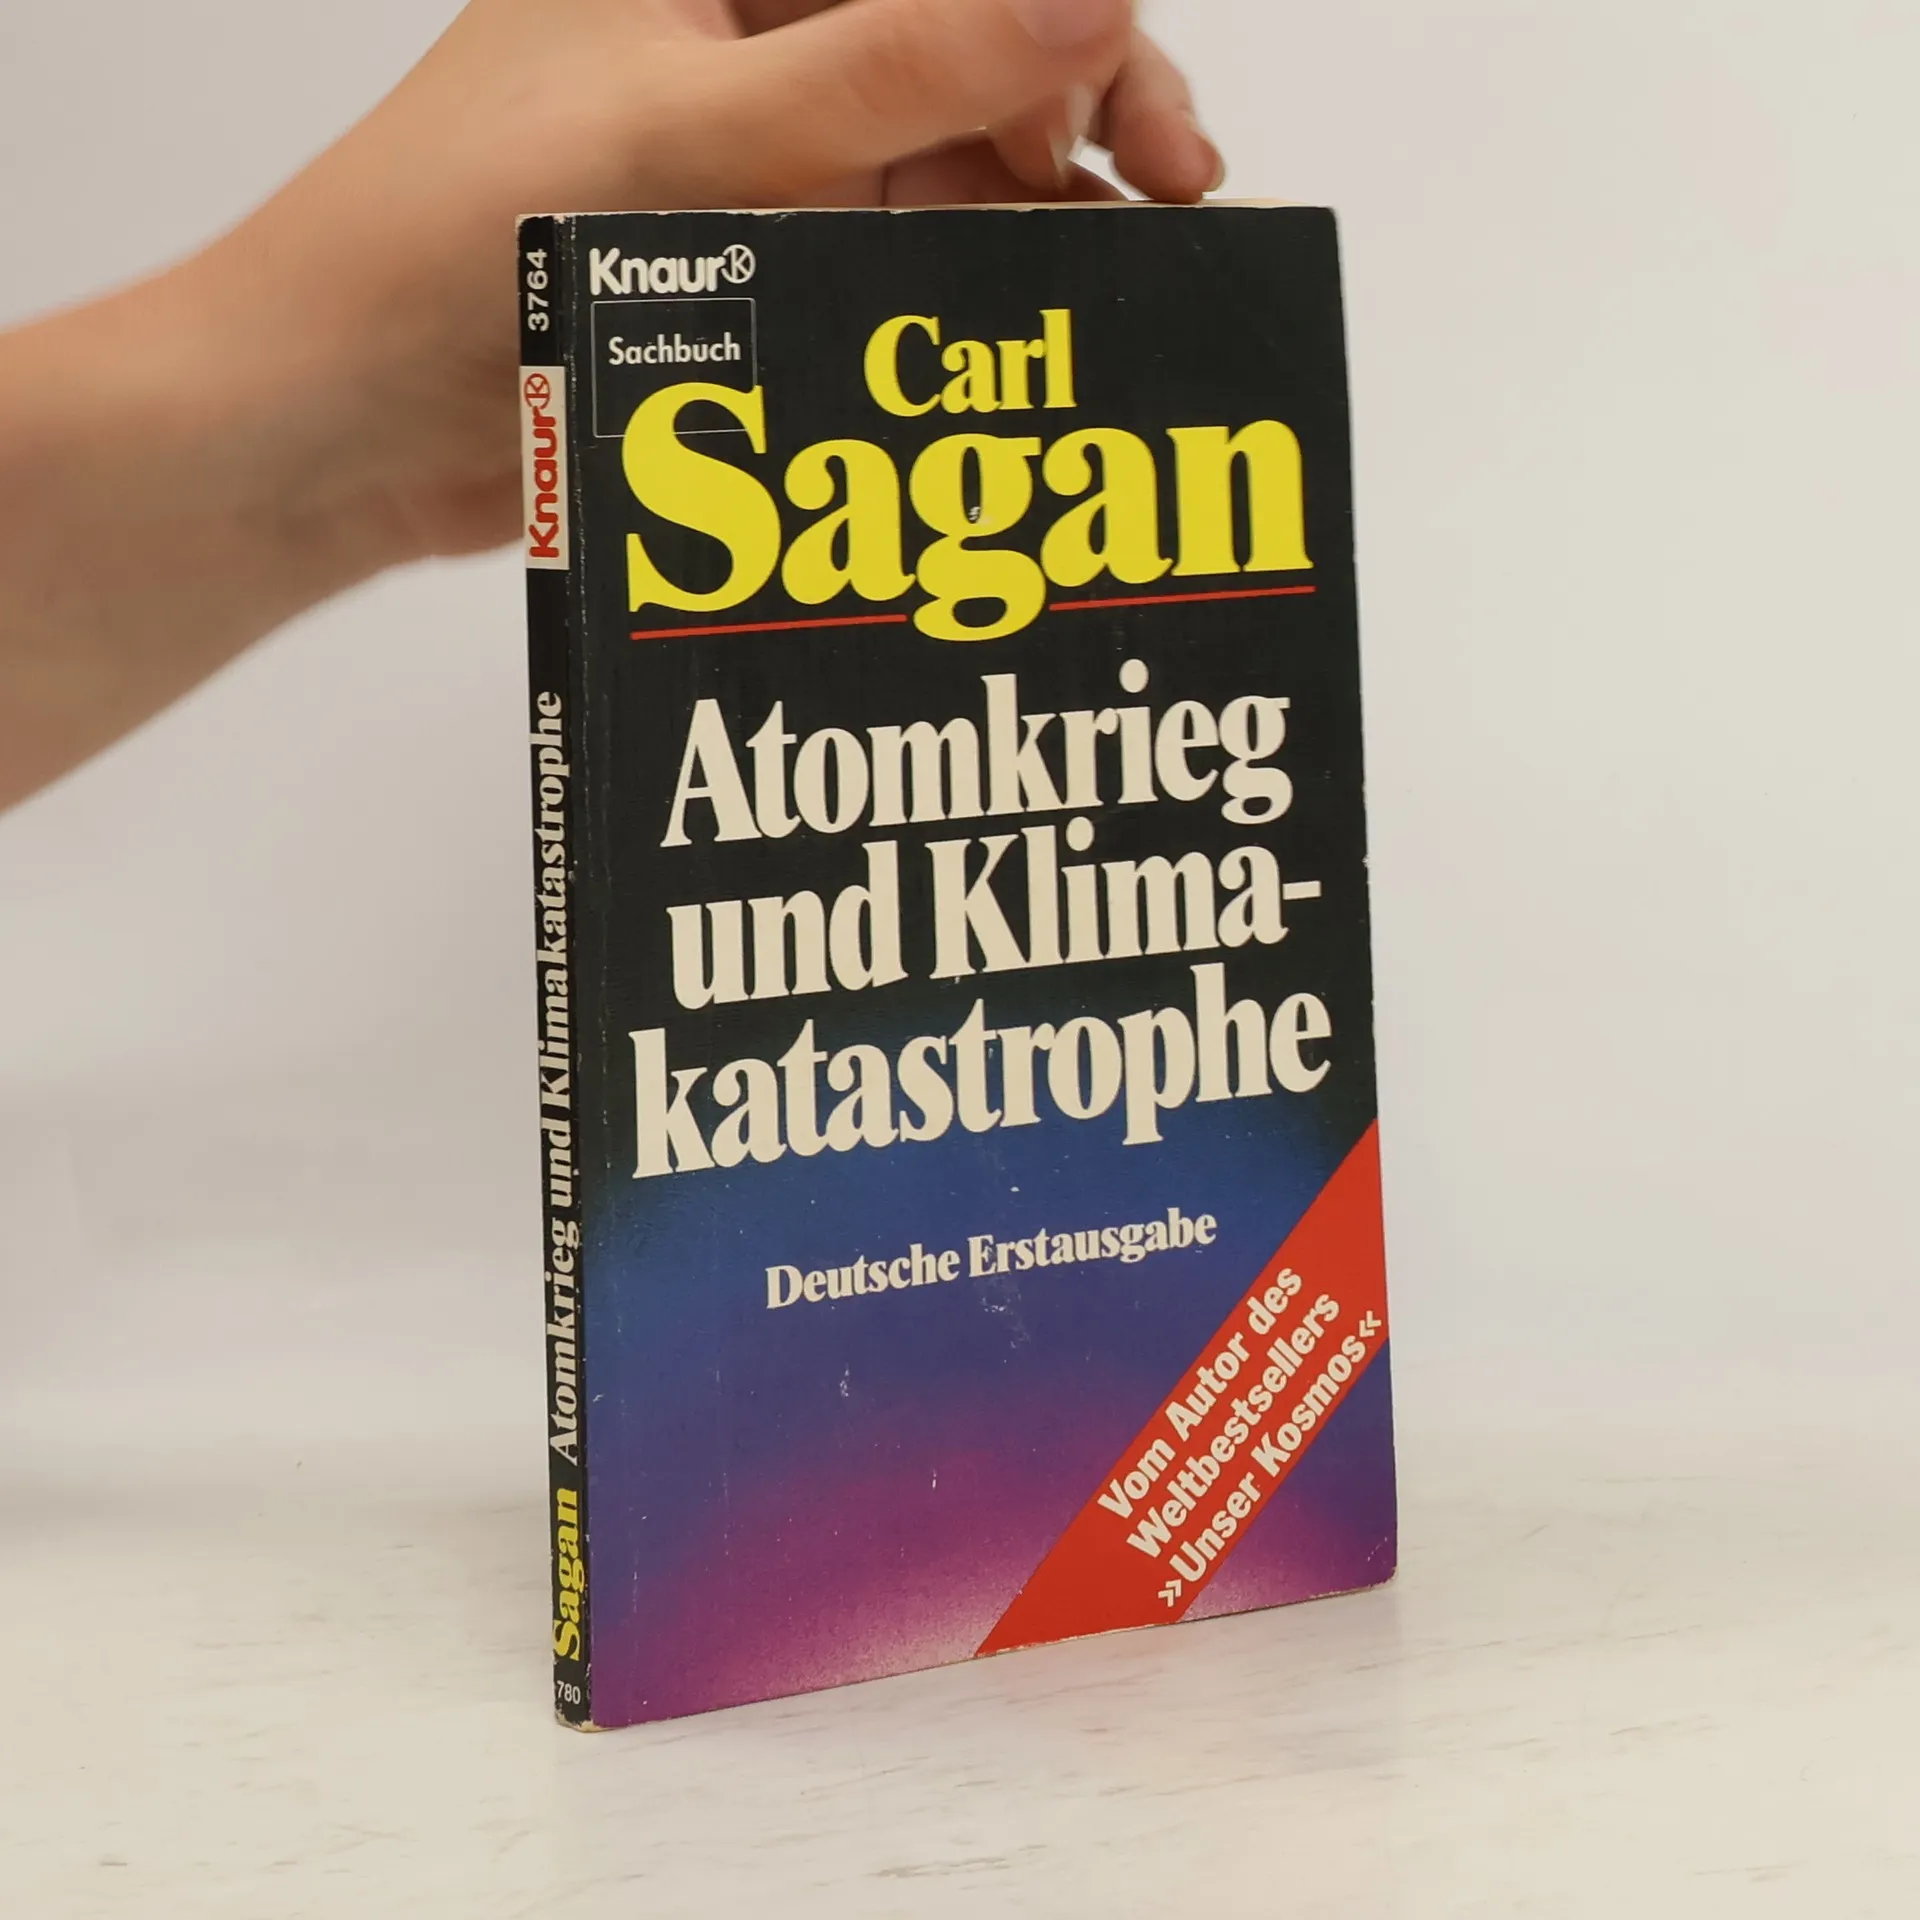 Knaur
Sachbuch
Carl
Sagan
Atomkrieg
und Klima-
katastrophe
Deutsche Erstausgabe
Vom Autor des
Weltbestsellers
»Unser Kosmos«
3764
Knaur
Sagan Atomkrieg und Klimakatastrophe
780